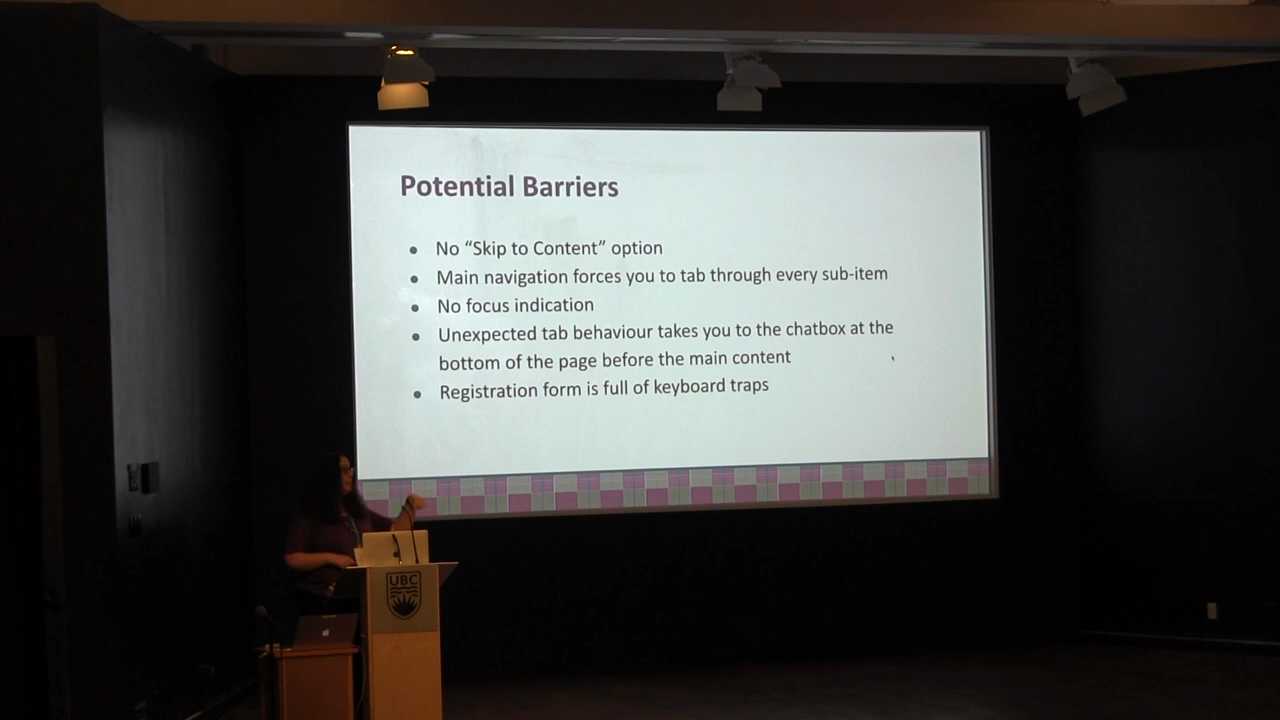 Potential Barriers
● No “Skip to Content” option
● Main navigation forces you to tab through every sub-item
● No focus indication
● Unexpected tab behaviour takes you to the chatbox at the
bottom of the page before the main content
● Registration form is full of keyboard traps
UBC